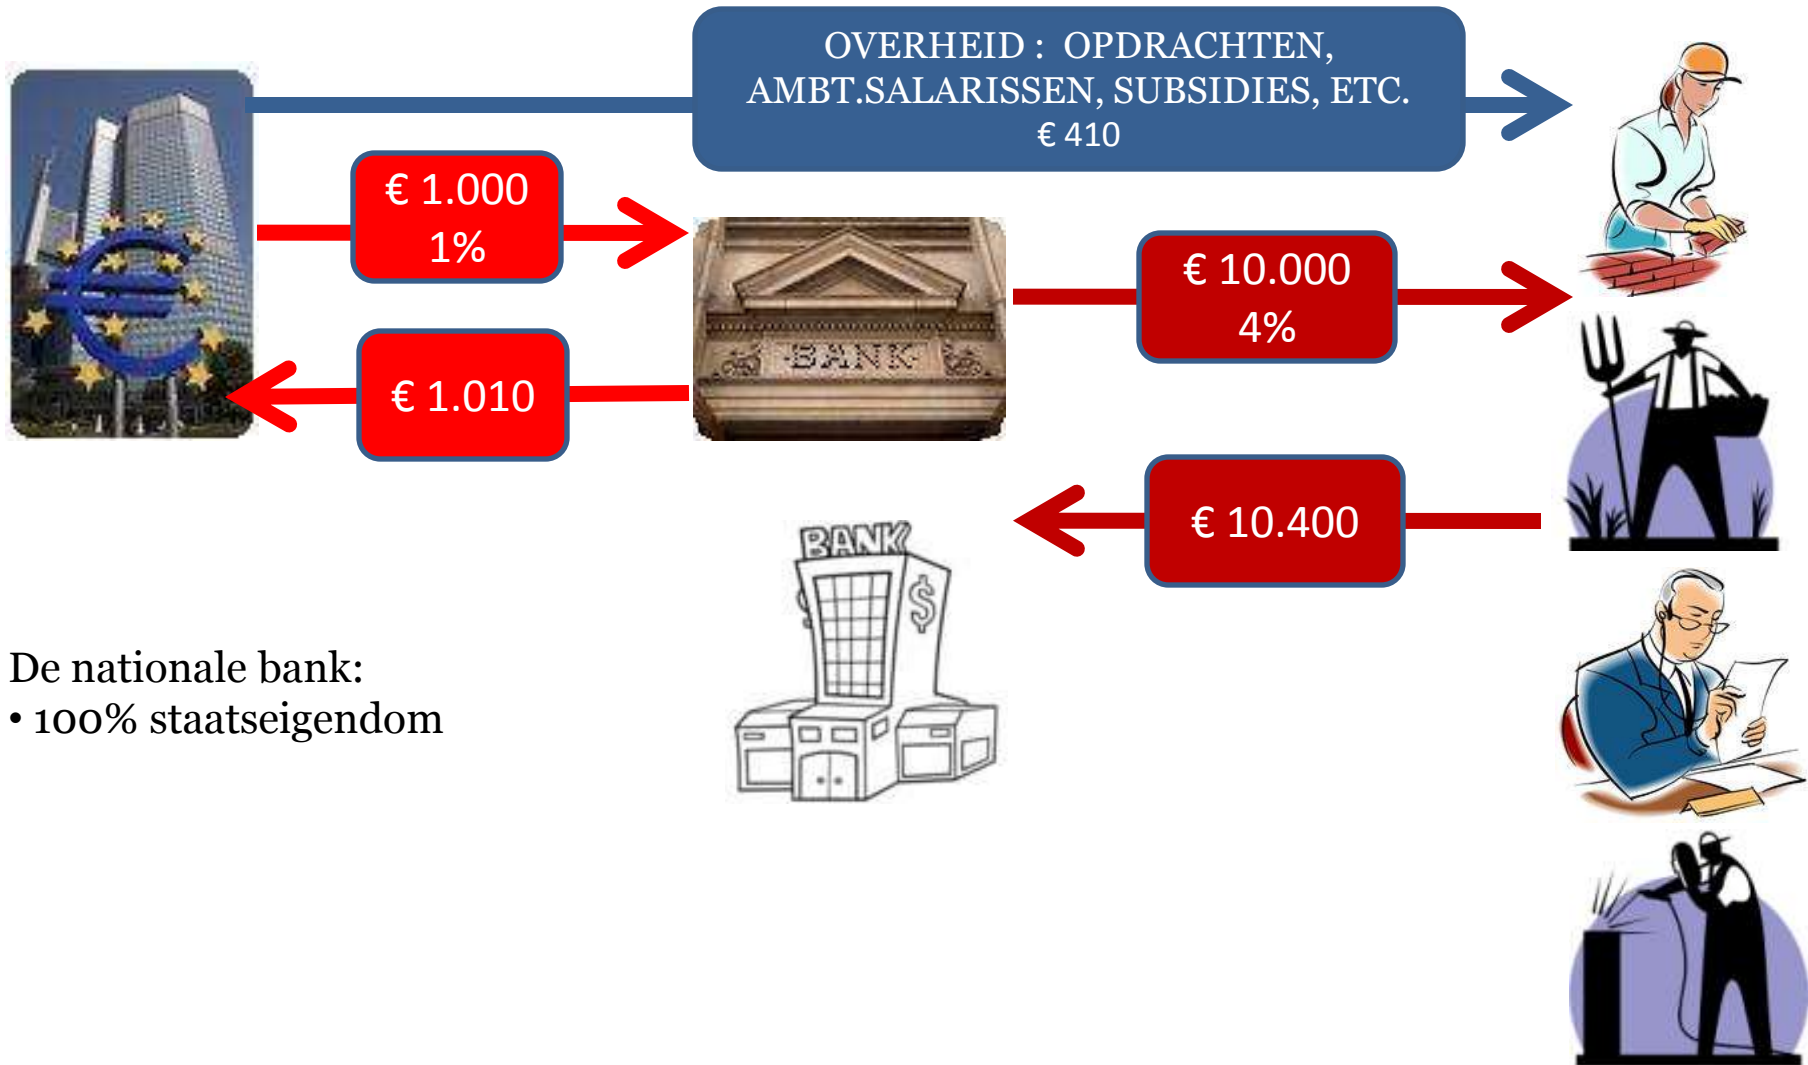 OVERHEID : OPDRACHTEN,
AMBT.SALARISSEN, SUBSIDIES, ETC.
€ 410
€ 1.000
1%
BANK
€ 10.000
4%
€ 1.010
€ 10.400
BANK
$
De nationale bank:
• 100% staatseigendom